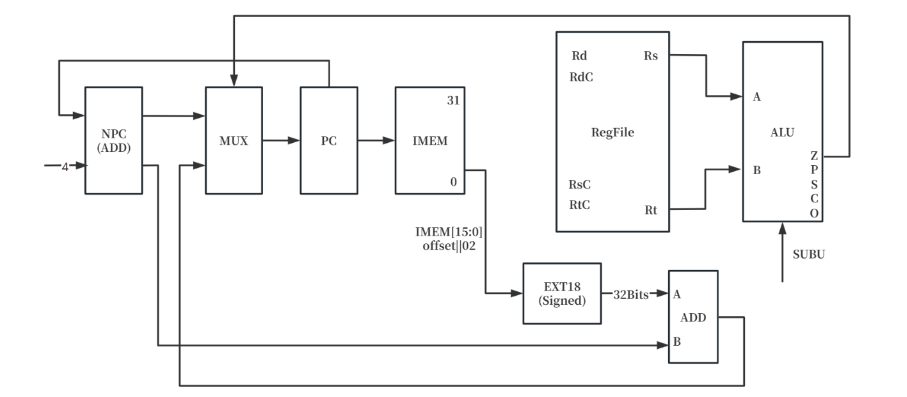 NPC
(ADD)
4
MUX
PC
31
IMEM
0
IMEM[15:0]
offset||02
Rd
RdC
Rs
RegFile
RsC
RtC
Rt
A
ALU
B
Z
P
S
C
O
SUBU
EXT18
(Signed)
32Bits
A
ADD
B